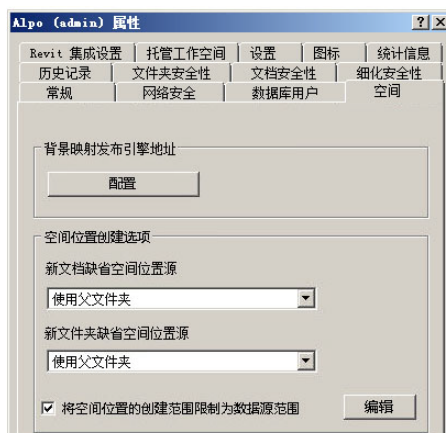 Alpo (admin) 属性
Revit 集成设置 托管工作空间 设置 图标 统计信息
历史记录 文件夹安全性 文档安全性 细化安全性
常规 网络安全 数据库用户 空间
背景映射发布引擎地址
配置
空间位置创建选项
新文档缺省空间位置源
使用父文件夹
新文件夹缺省空间位置源
使用父文件夹
将空间位置的创建范围限制为数据源范围 编辑